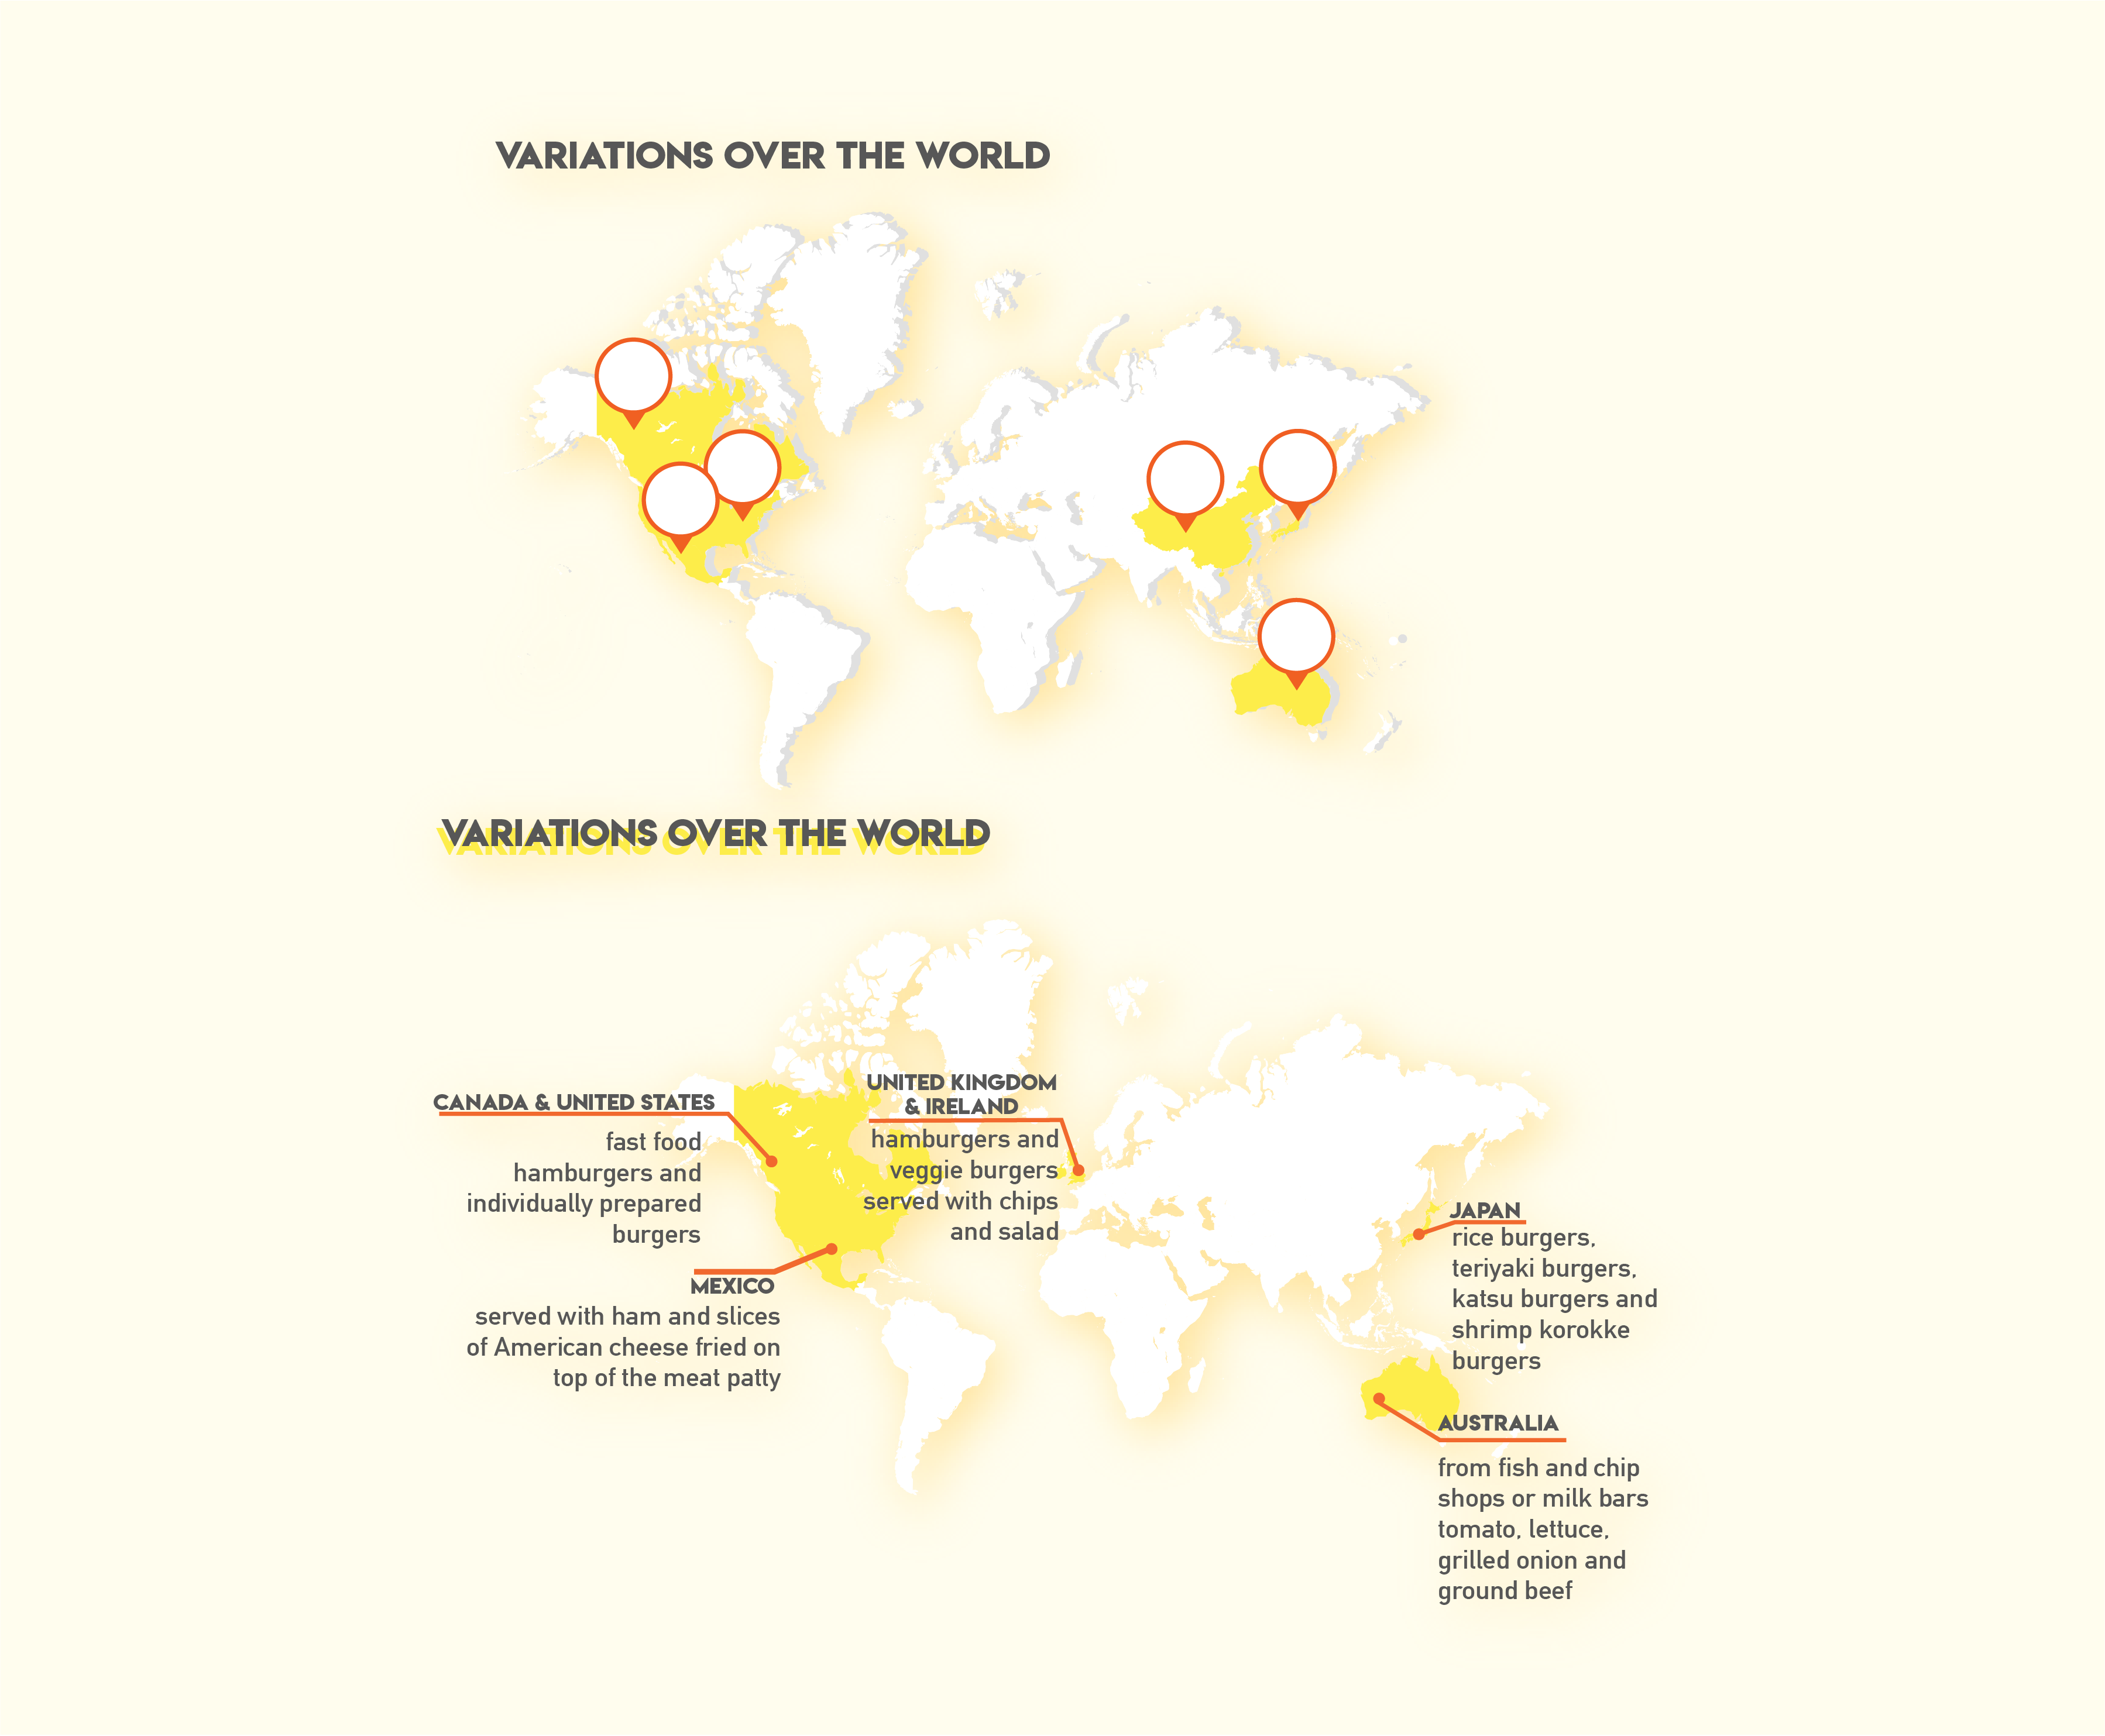 VARIATIONS OVER THE WORLD
VARIATIONS OVER THE WORLD
CANADA & UNITED STATES
fast food
hamburgers and
individually prepared
burgers
MEXICO
served with ham and slices
of American cheese fried on
top of the meat patty
UNITED KINGDOM
& IRELAND
hamburgers and
veggie burgers
served with chips
and salad
JAPAN
rice burgers,
teriyaki burgers,
katsu burgers and
shrimp korokke
burgers
AUSTRALIA
from fish and chip
shops or milk bars
tomato, lettuce,
grilled onion and
ground beef